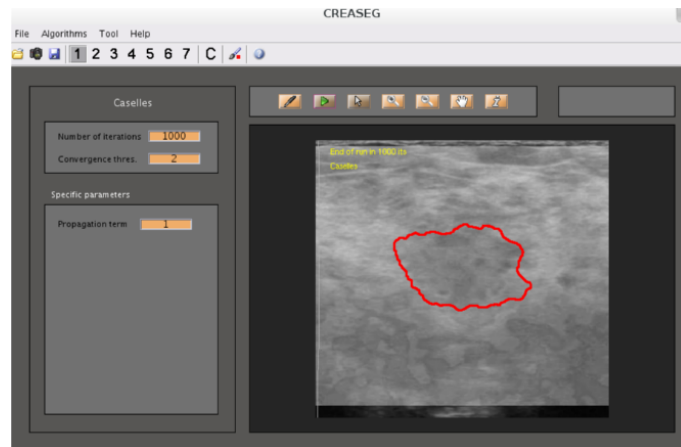 CREASEG
File Algorithms Tool Help
1 2 3 4 5 6 7 C
Caselles
Number of iterations 1000
Convergence thres. 2
Specific parameters
Propagation term 1
End of run in 1000 its
Caselles